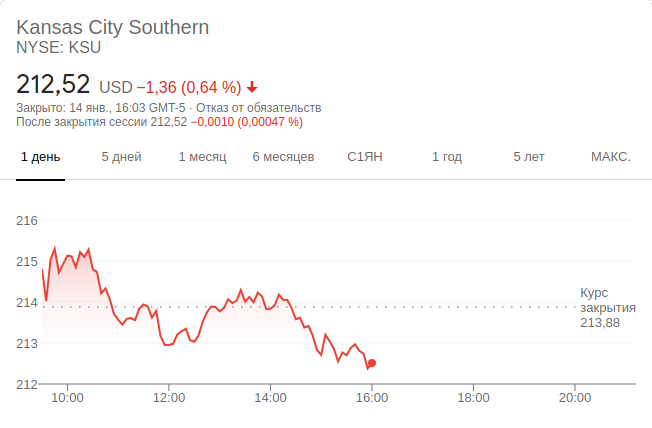 Kansas City Southern
NYSE: KSU
212,52 USD −1,36 (0,64 %)
Закрыто: 14 янв., 16:03 GMT-5 · Отказ от обязательств
После закрытия сессии 212,52 −0,0010 (0,00047 %)
1 день 5 дней 1 месяц 6 месяцев С1ЯН 1 год 5 лет МАКС.
216
215
214
213
212
Курс
закрытия
213,88
10:00 12:00 14:00 16:00 18:00 20:00